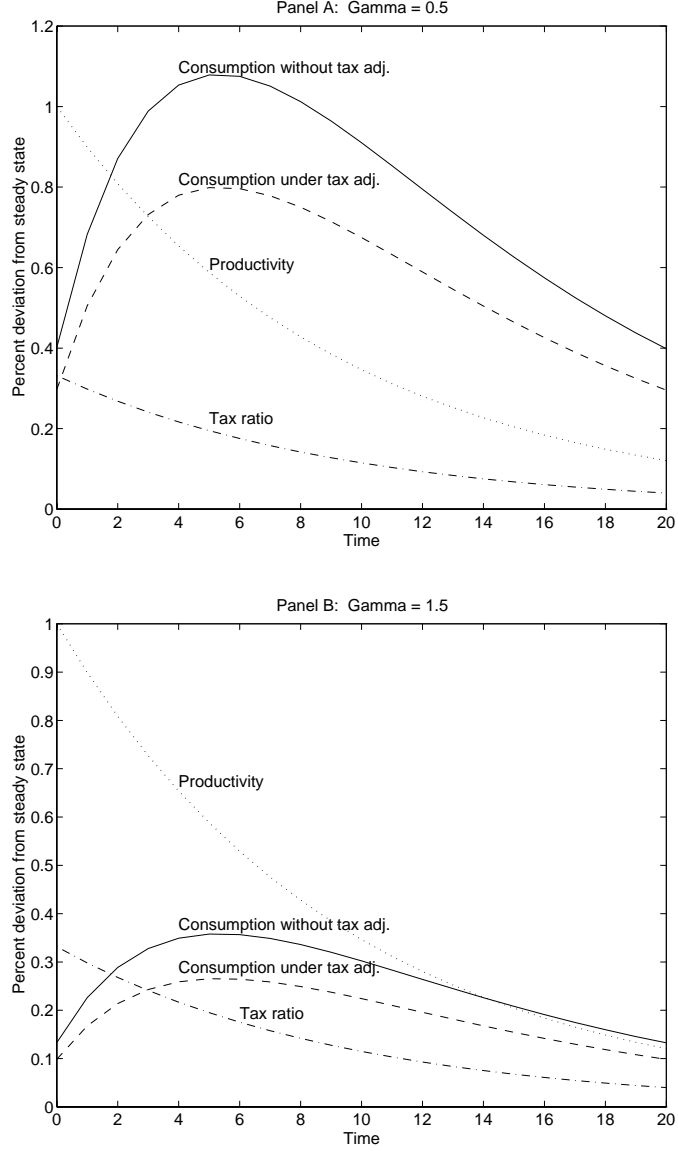 Panel A: Gamma = 0.5
1.2
Consumption without tax adj.
1
Consumption under tax adj.
0.8
Productivity
0.6
0.4
Tax ratio
0.2
0
Percent deviation from steady state
0 2 4 6 8 10 12 14 16 18 20
Time
Panel B: Gamma = 1.5
1
0.9
0.8
0.7
Productivity
0.6
0.5
0.4
Consumption without tax adj.
0.3
Consumption under tax adj.
0.2
Tax ratio
0.1
0
Percent deviation from steady state
0 2 4 6 8 10 12 14 16 18 20
Time